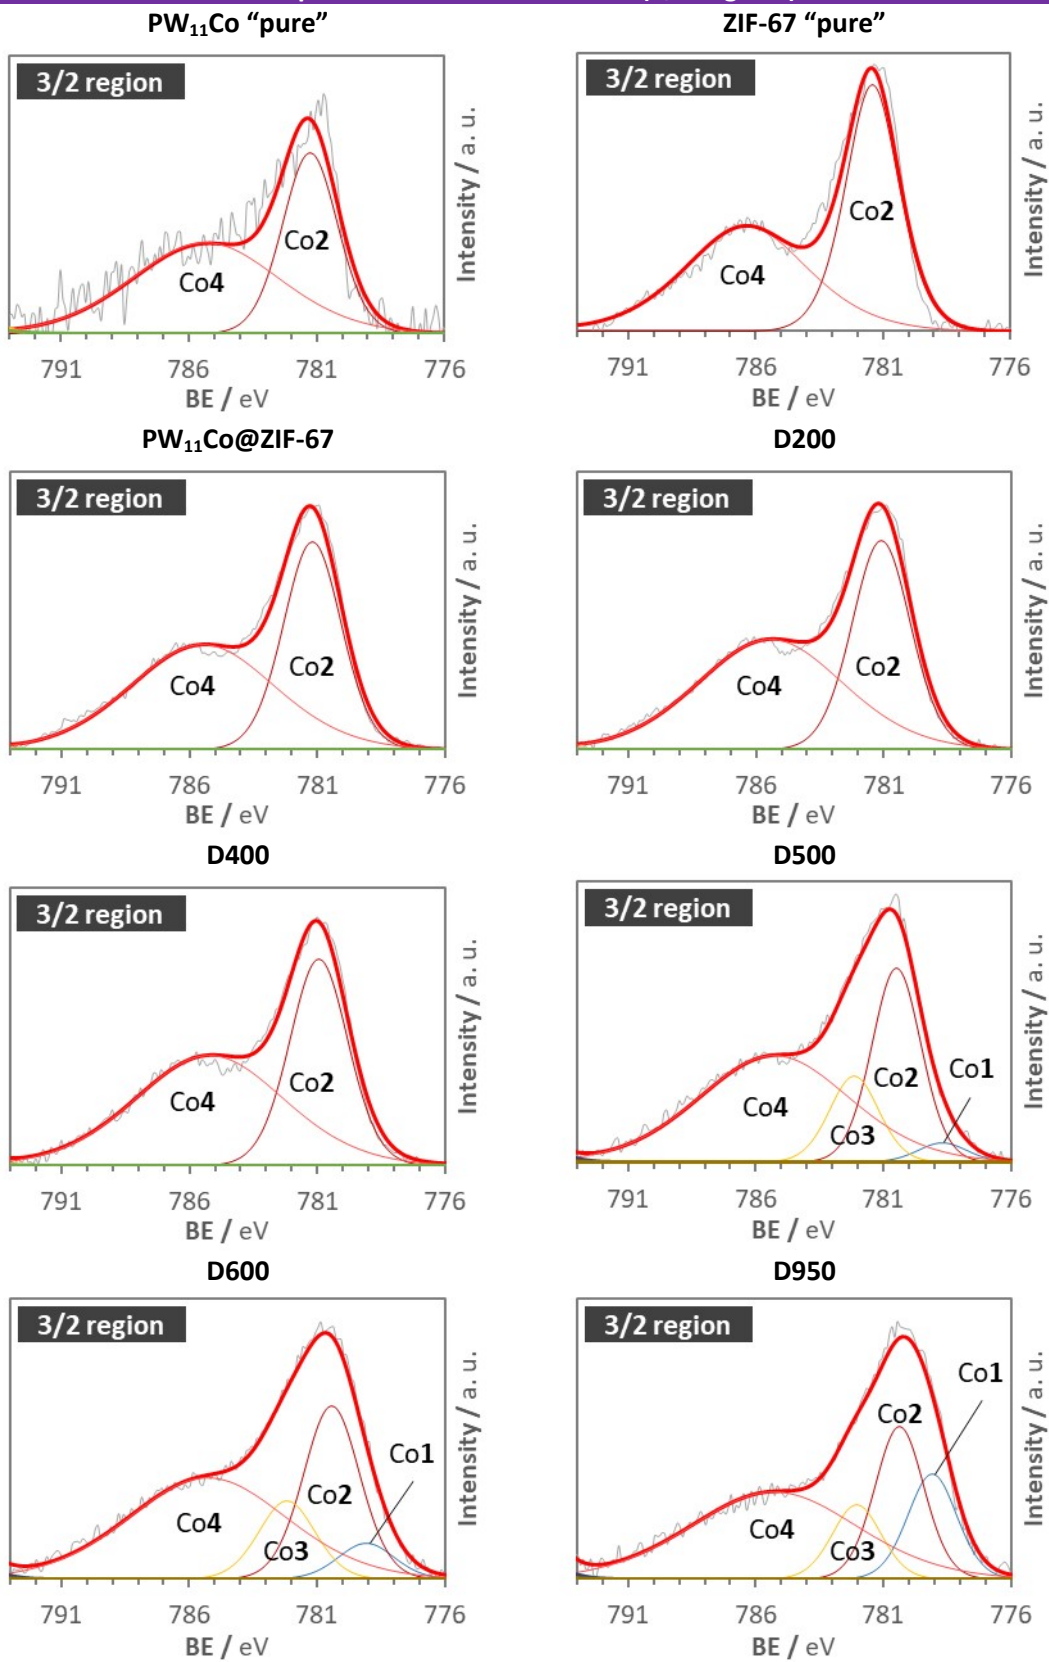 PW₁₁Co “pure”
ZIF-67 “pure”
3/2 region
Co4
Co2
Intensity / a. u.
791 786 781 776
BE / eV
3/2 region
Co4
Co2
Intensity / a. u.
791 786 781 776
BE / eV
PW₁₁Co@ZIF-67
D200
3/2 region
Co4
Co2
Intensity / a. u.
791 786 781 776
BE / eV
3/2 region
Co4
Co2
Intensity / a. u.
791 786 781 776
BE / eV
D400
D500
3/2 region
Co4
Co2
Intensity / a. u.
791 786 781 776
BE / eV
3/2 region
Co4
Co3
Co2
Co1
Intensity / a. u.
791 786 781 776
BE / eV
D600
D950
3/2 region
Co4
Co3
Co2
Co1
Intensity / a. u.
791 786 781 776
BE / eV
3/2 region
Co4
Co3
Co2
Co1
Intensity / a. u.
791 786 781 776
BE / eV